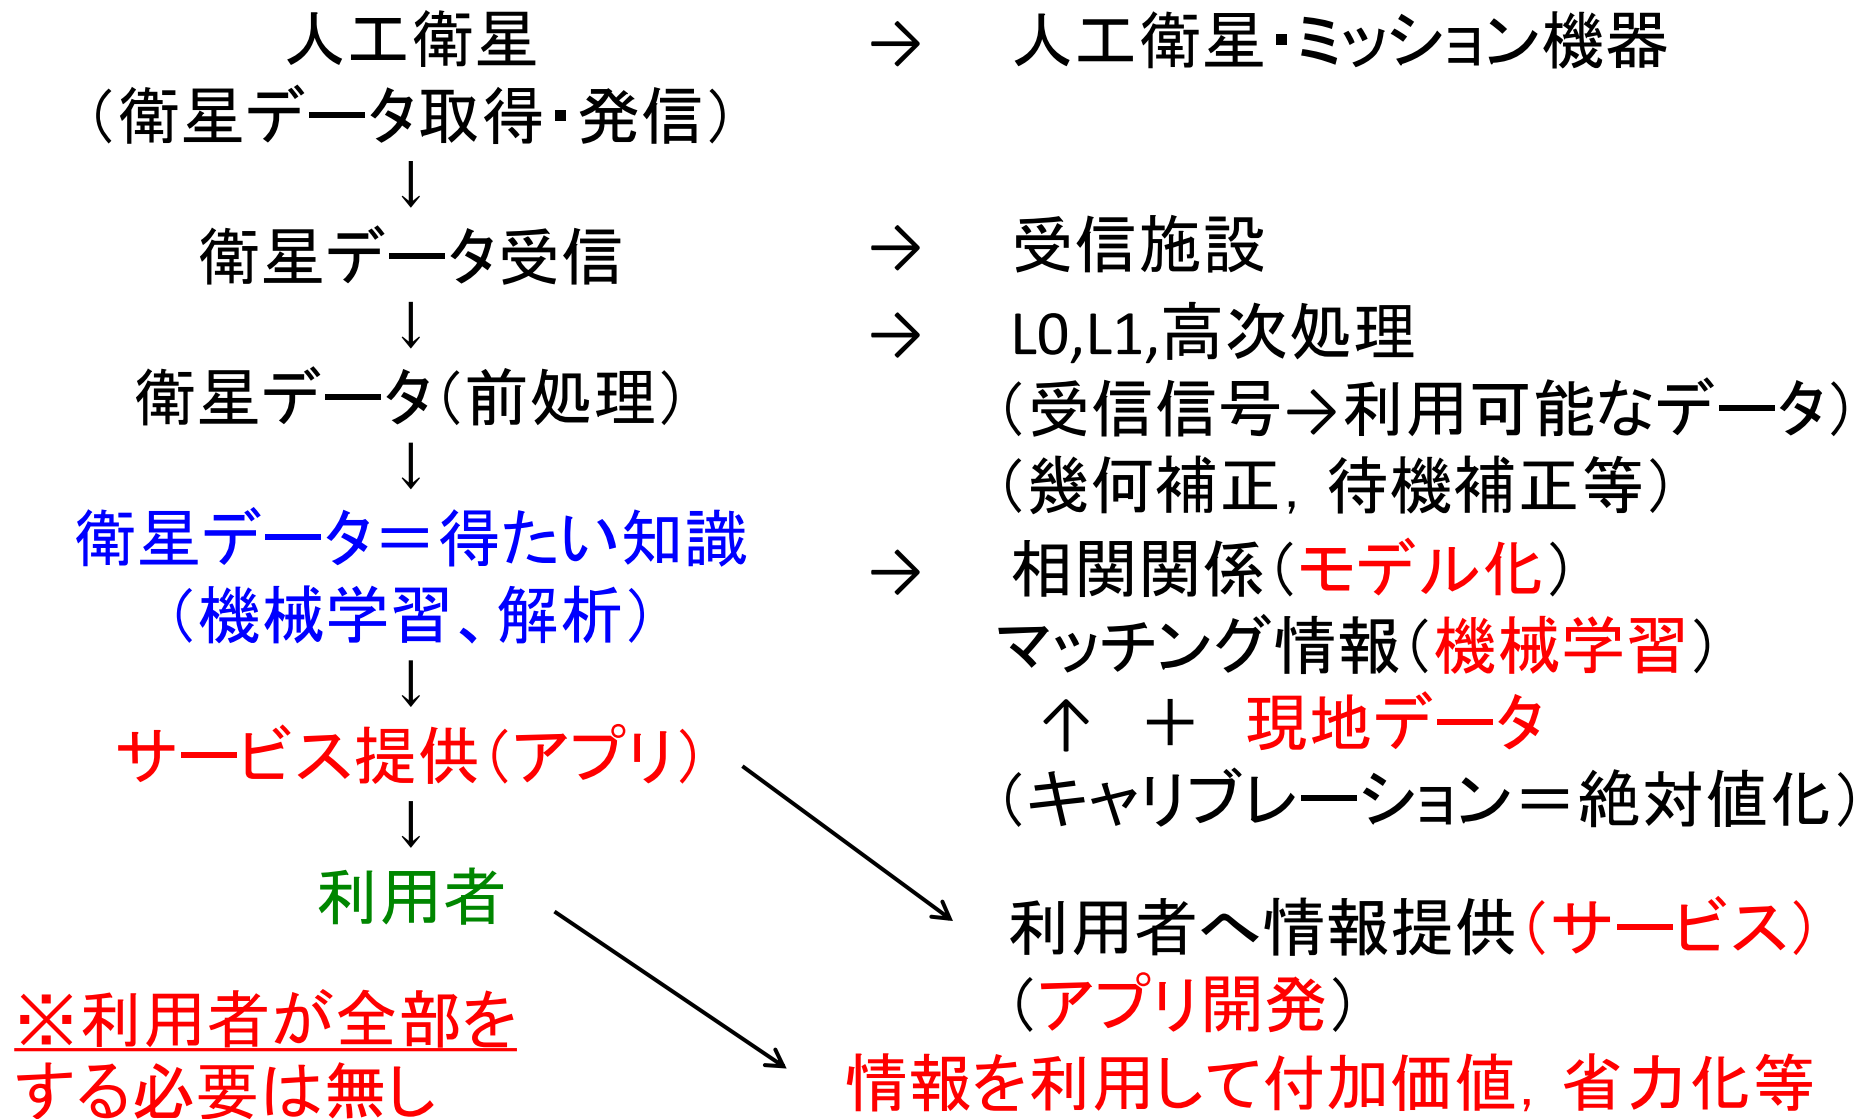 人工衛星
(衛星データ取得・発信)
↓
衛星データ受信
↓
衛星データ(前処理)
↓
衛星データ=得たい知識
(機械学習、解析)
↓
サービス提供(アプリ)
↓
利用者
※利用者が全部を
する必要は無し
→ 人工衛星・ミッション機器
→ 受信施設
→ L0,L1,高次処理
(受信信号→利用可能なデータ)
(幾何補正, 待機補正等)
→ 相関関係(モデル化)
マッチング情報(機械学習)
↑ + 現地データ
(キャリブレーション=絶対値化)
利用者へ情報提供(サービス)
(アプリ開発)
情報を利用して付加価値, 省力化等